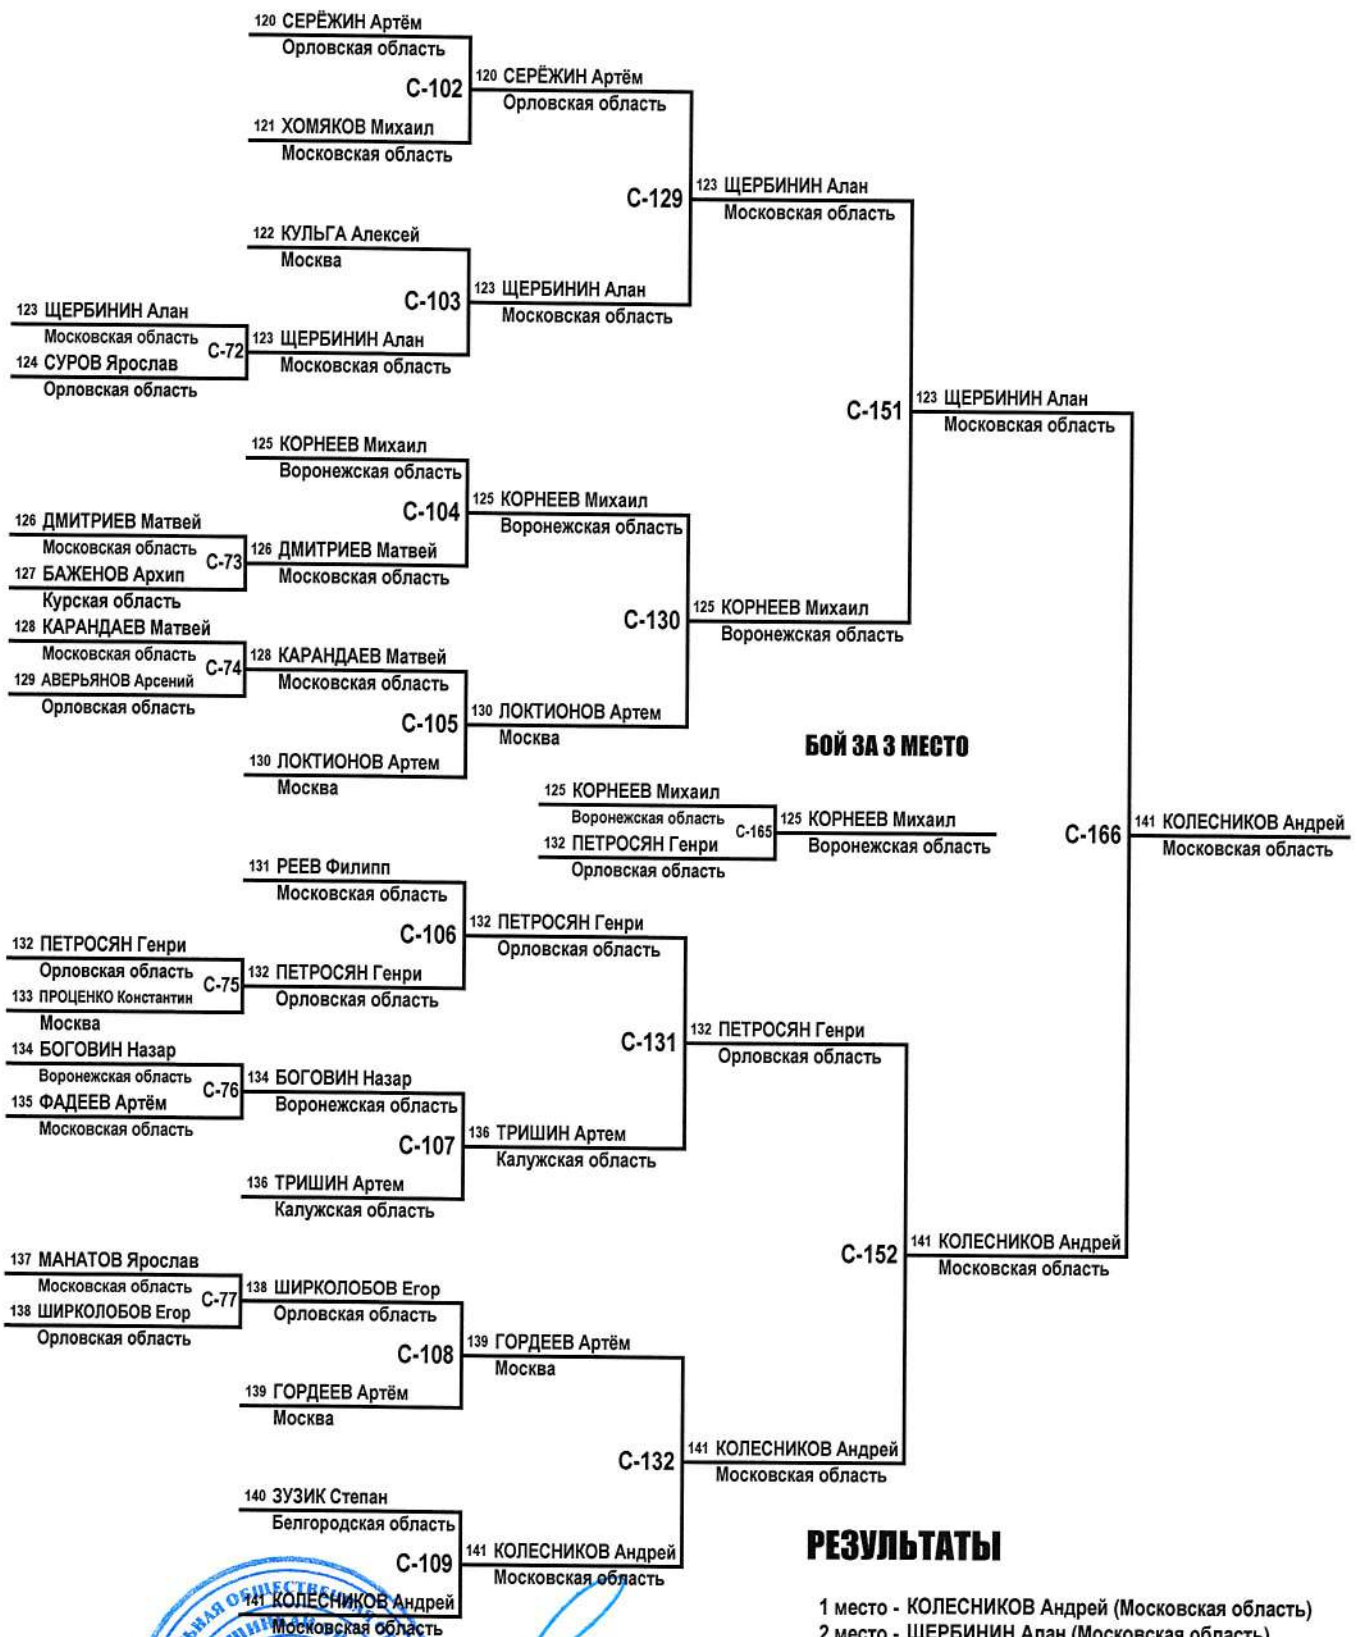 120 СЕРЁЖИН Артём
Орловская область
С-102
121 ХОМЯКОВ Михаил
Московская область
120 СЕРЁЖИН Артём
Орловская область
С-129
122 КУЛЬГА Алексей
Москва
С-103
123 ЩЕРБИНИН Алан
Московская область
С-72
124 СУРОВ Ярослав
Орловская область
123 ЩЕРБИНИН Алан
Московская область
123 ЩЕРБИНИН Алан
Московская область
123 ЩЕРБИНИН Алан
Московская область
С-151
125 КОРНЕЕВ Михаил
Воронежская область
С-104
126 ДМИТРИЕВ Матвей
Московская область
С-73
127 БАЖЕНОВ Архип
Курская область
126 ДМИТРИЕВ Матвей
Московская область
125 КОРНЕЕВ Михаил
Воронежская область
С-130
128 КАРАНДАЕВ Матвей
Московская область
С-74
129 АВЕРЬЯНОВ Арсений
Орловская область
128 КАРАНДАЕВ Матвей
Московская область
С-105
130 ЛОКТИОНОВ Артем
Москва
130 ЛОКТИОНОВ Артем
Москва
125 КОРНЕЕВ Михаил
Воронежская область
123 ЩЕРБИНИН Алан
Московская область
БОЙ ЗА 3 МЕСТО
125 КОРНЕЕВ Михаил
Воронежская область
С-165
132 ПЕТРОСЯН Генри
Орловская область
125 КОРНЕЕВ Михаил
Воронежская область
С-166
141 КОЛЕСНИКОВ Андрей
Московская область
131 РЕЕВ Филипп
Московская область
С-106
132 ПЕТРОСЯН Генри
Орловская область
С-75
133 ПРОЦЕНКО Константин
Москва
132 ПЕТРОСЯН Генри
Орловская область
132 ПЕТРОСЯН Генри
Орловская область
С-131
134 БОГОВИН Назар
Воронежская область
С-76
135 ФАДЕЕВ Артём
Московская область
134 БОГОВИН Назар
Воронежская область
С-107
136 ТРИШИН Артем
Калужская область
136 ТРИШИН Артем
Калужская область
132 ПЕТРОСЯН Генри
Орловская область
С-152
137 МАНАТОВ Ярослав
Московская область
С-77
138 ШИРКОЛОБОВ Егор
Орловская область
138 ШИРКОЛОБОВ Егор
Орловская область
С-108
139 ГОРДЕЕВ Артём
Москва
139 ГОРДЕЕВ Артём
Москва
С-132
140 ЗУЗИК Степан
Белгородская область
С-109
141 КОЛЕСНИКОВ Андрей
Московская область
141 КОЛЕСНИКОВ Андрей
Московская область
141 КОЛЕСНИКОВ Андрей
Московская область
141 КОЛЕСНИКОВ Андрей
Московская область
РЕЗУЛЬТАТЫ
1 место - КОЛЕСНИКОВ Андрей (Московская область)
2 место - ЩЕРБИНИН Алан (Московская область)